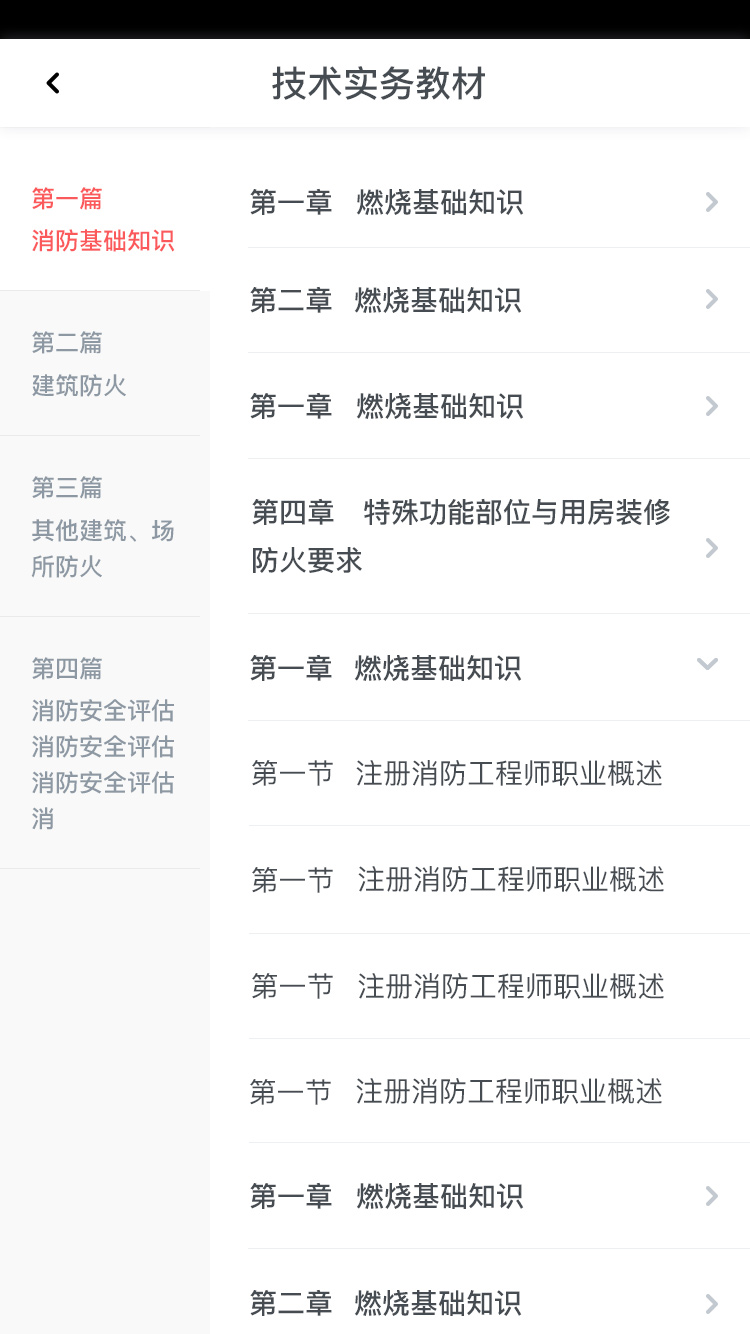 技术实务教材
第一篇
消防基础知识
第二篇
建筑防火
第三篇
其他建筑、场
所防火
第四篇
消防安全评估
消防安全评估
消防安全评估
消
第一章 燃烧基础知识
第二章 燃烧基础知识
第一章 燃烧基础知识
第四章 特殊功能部位与用房装修
防火要求
第一章 燃烧基础知识
第一节 注册消防工程师职业概述
第一节 注册消防工程师职业概述
第一节 注册消防工程师职业概述
第一节 注册消防工程师职业概述
第一章 燃烧基础知识
第二章 燃烧基础知识